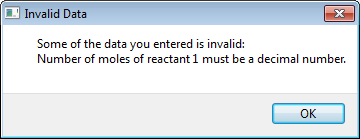 Invalid Data
Some of the data you entered is invalid:
Number of moles of reactant 1 must be a decimal number.
OK